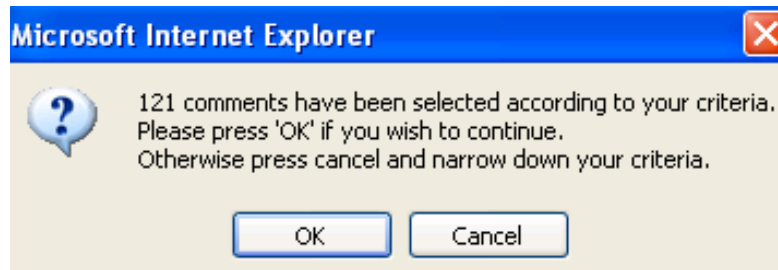 Microsoft Internet Explorer
?
121 comments have been selected according to your criteria.
Please press 'OK' if you wish to continue.
Otherwise press cancel and narrow down your criteria.
OK Cancel